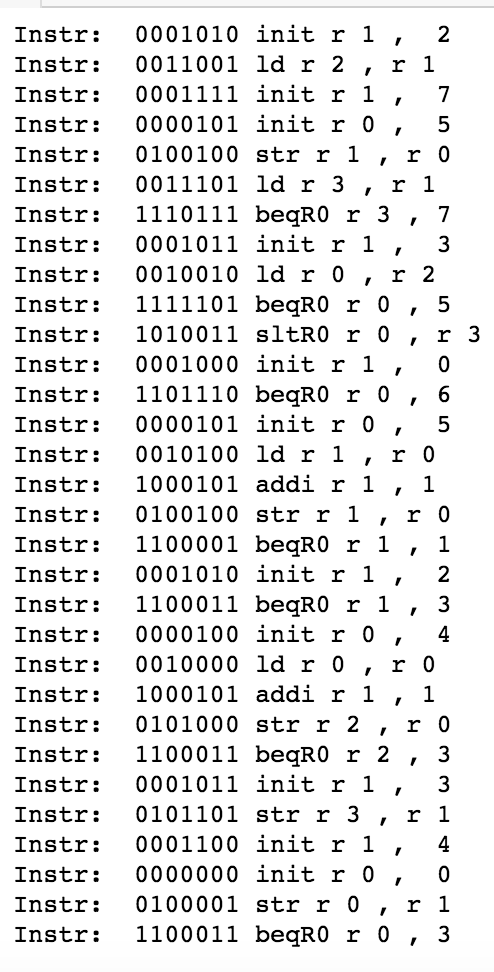 Instr:  0001010 init r 1 ,  2
Instr:  0011001 ld r 2 , r 1
Instr:  0001111 init r 1 ,  7
Instr:  0000101 init r 0 ,  5
Instr:  0100100 str r 1 , r 0
Instr:  0011101 ld r 3 , r 1
Instr:  1110111 beqR0 r 3 , 7
Instr:  0001011 init r 1 ,  3
Instr:  0010010 ld r 0 , r 2
Instr:  1111101 beqR0 r 0 , 5
Instr:  1010011 sltR0 r 0 , r 3
Instr:  0001000 init r 1 ,  0
Instr:  1101110 beqR0 r 0 , 6
Instr:  0000101 init r 0 ,  5
Instr:  0010100 ld r 1 , r 0
Instr:  1000101 addi r 1 , 1
Instr:  0100100 str r 1 , r 0
Instr:  1100001 beqR0 r 1 , 1
Instr:  0001010 init r 1 ,  2
Instr:  1100011 beqR0 r 1 , 3
Instr:  0000100 init r 0 ,  4
Instr:  0010000 ld r 0 , r 0
Instr:  1000101 addi r 1 , 1
Instr:  0101000 str r 2 , r 0
Instr:  1100011 beqR0 r 2 , 3
Instr:  0001011 init r 1 ,  3
Instr:  0101101 str r 3 , r 1
Instr:  0001100 init r 1 ,  4
Instr:  0000000 init r 0 ,  0
Instr:  0100001 str r 0 , r 1
Instr:  1100011 beqR0 r 0 , 3